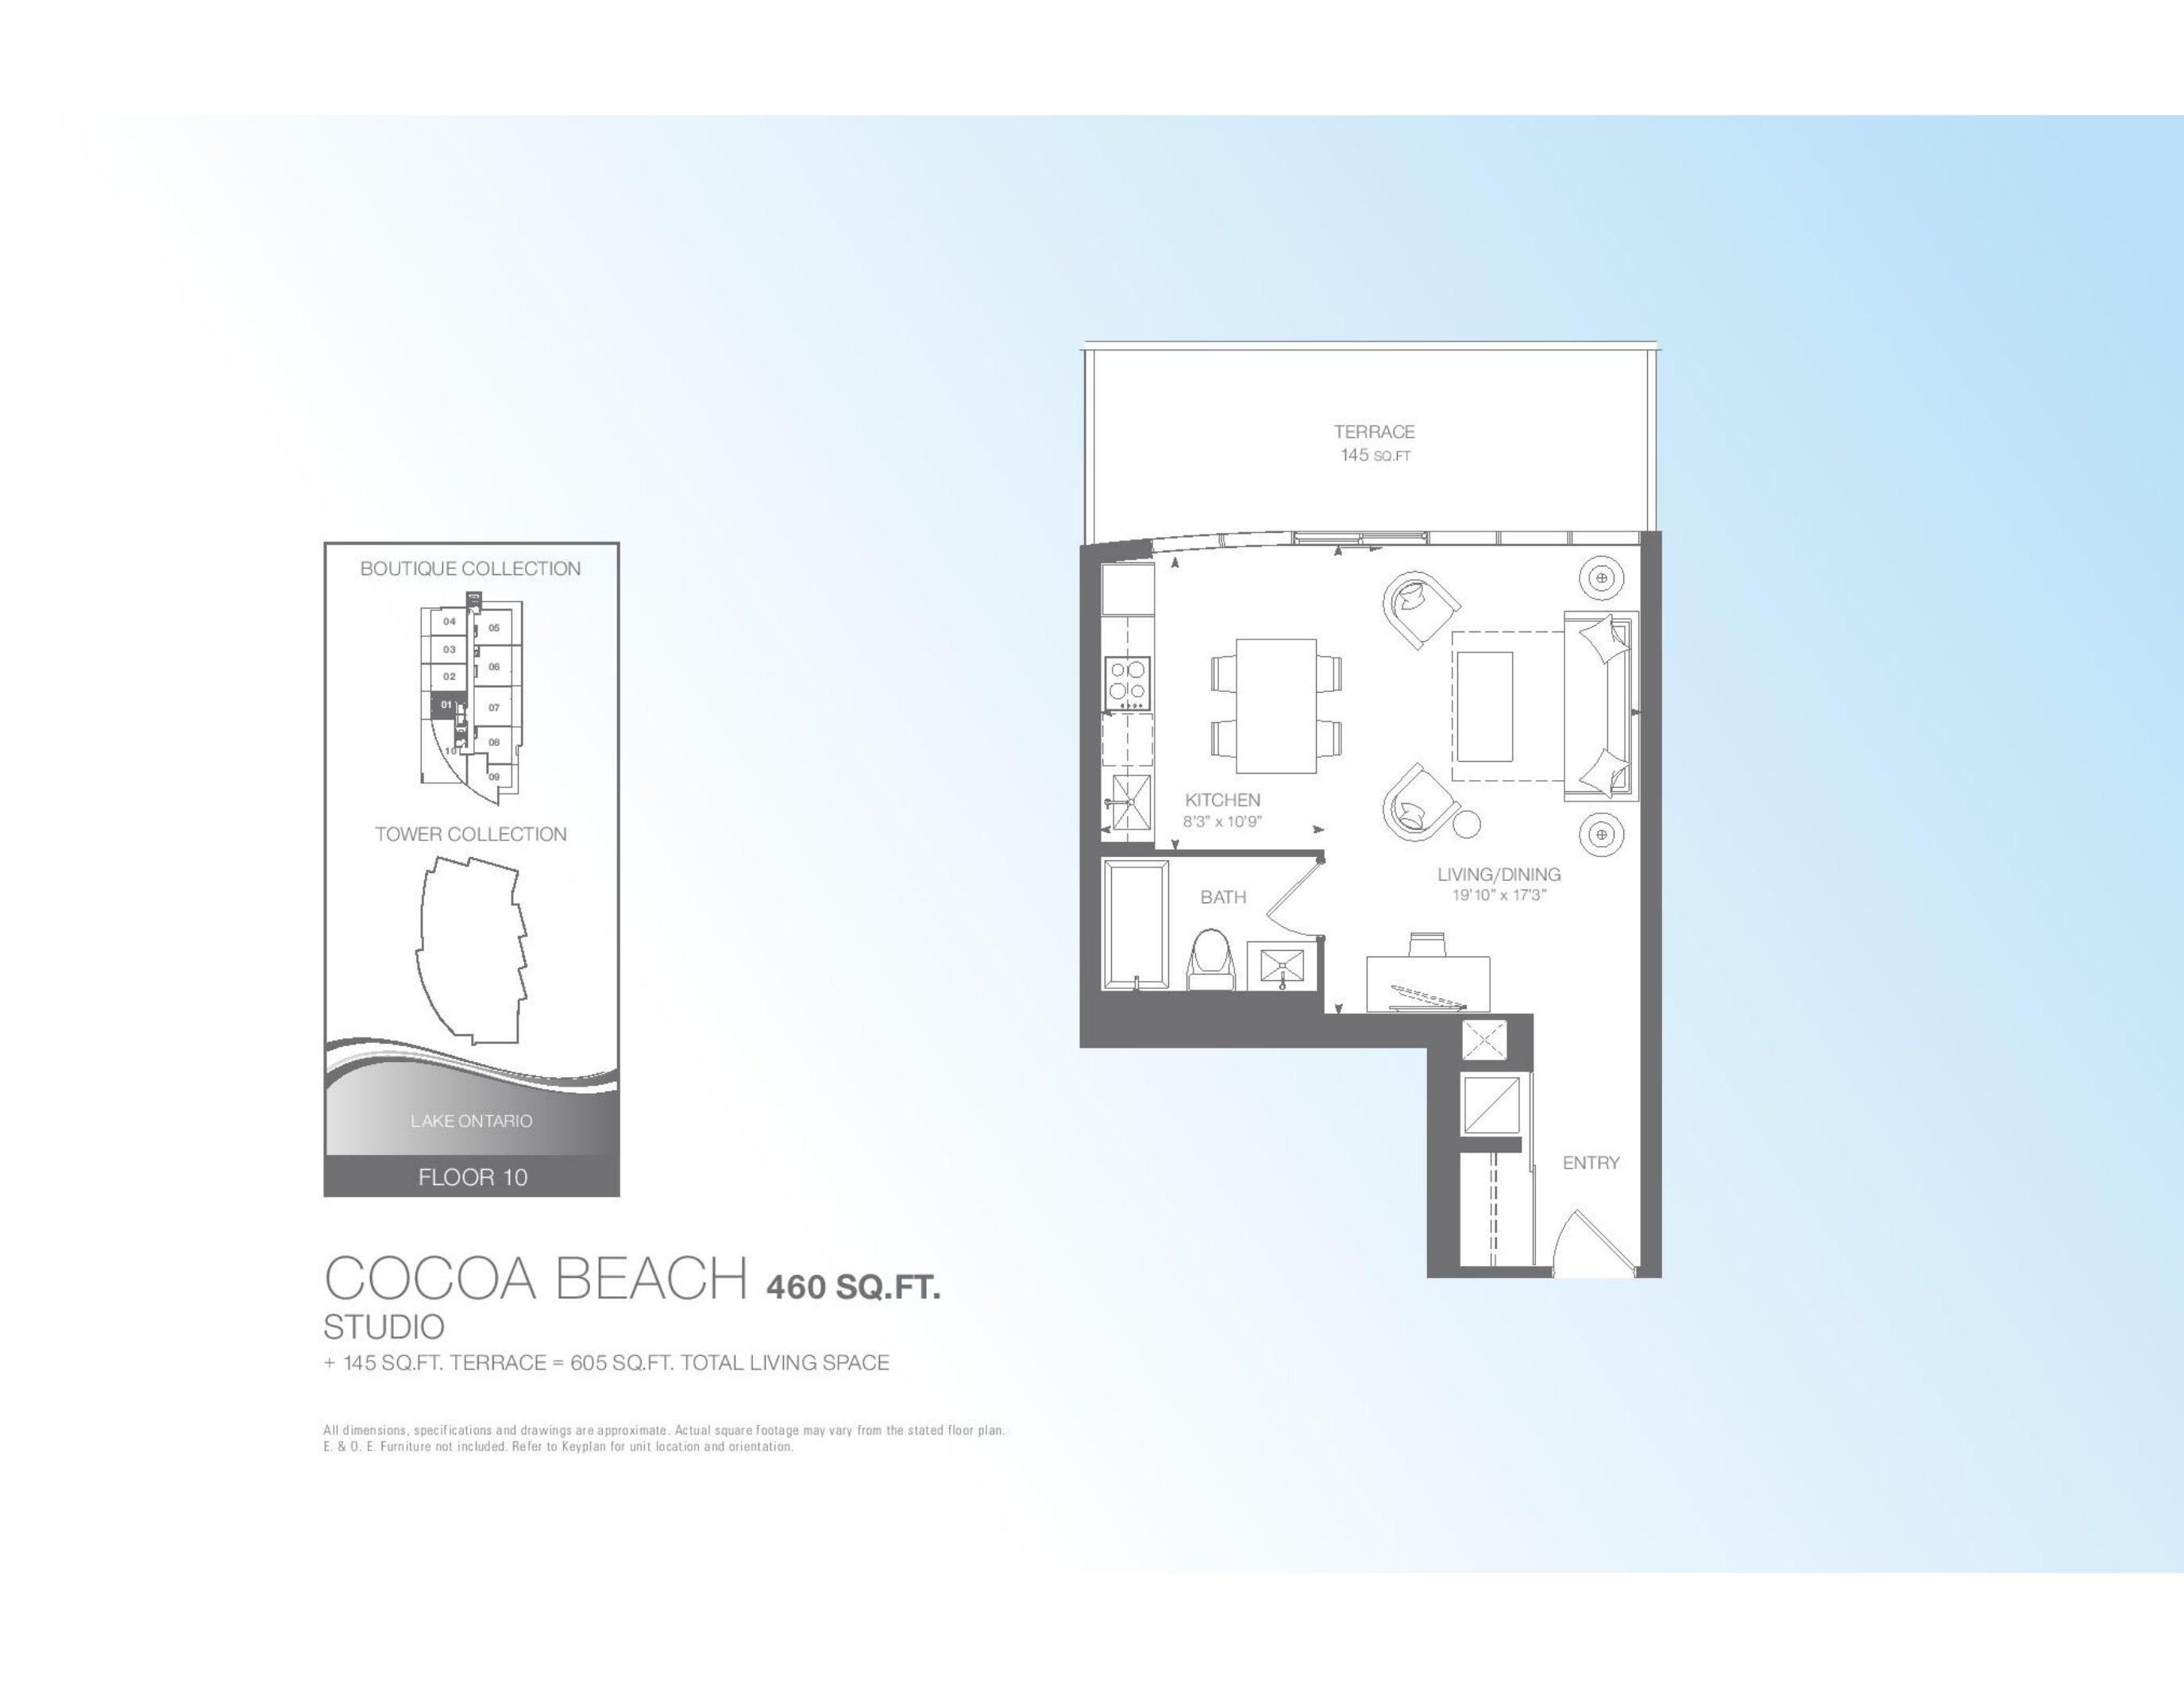 BOUTIQUE COLLECTION
04
05
03
06
02
01
07
08
10
09
TOWER COLLECTION
LAKE ONTARIO
FLOOR 10
COCOA BEACH 460 SQ.FT.
STUDIO
+ 145 SQ.FT. TERRACE = 605 SQ.FT. TOTAL LIVING SPACE
All dimensions, specifications and drawings are approximate. Actual square footage may vary from the stated floor plan.
E. & O. E. Furniture not included. Refer to Keyplan for unit location and orientation.
TERRACE
145 SQ.FT
KITCHEN
8'3" x 10'9"
LIVING/DINING
19'10" x 17'3"
BATH
ENTRY